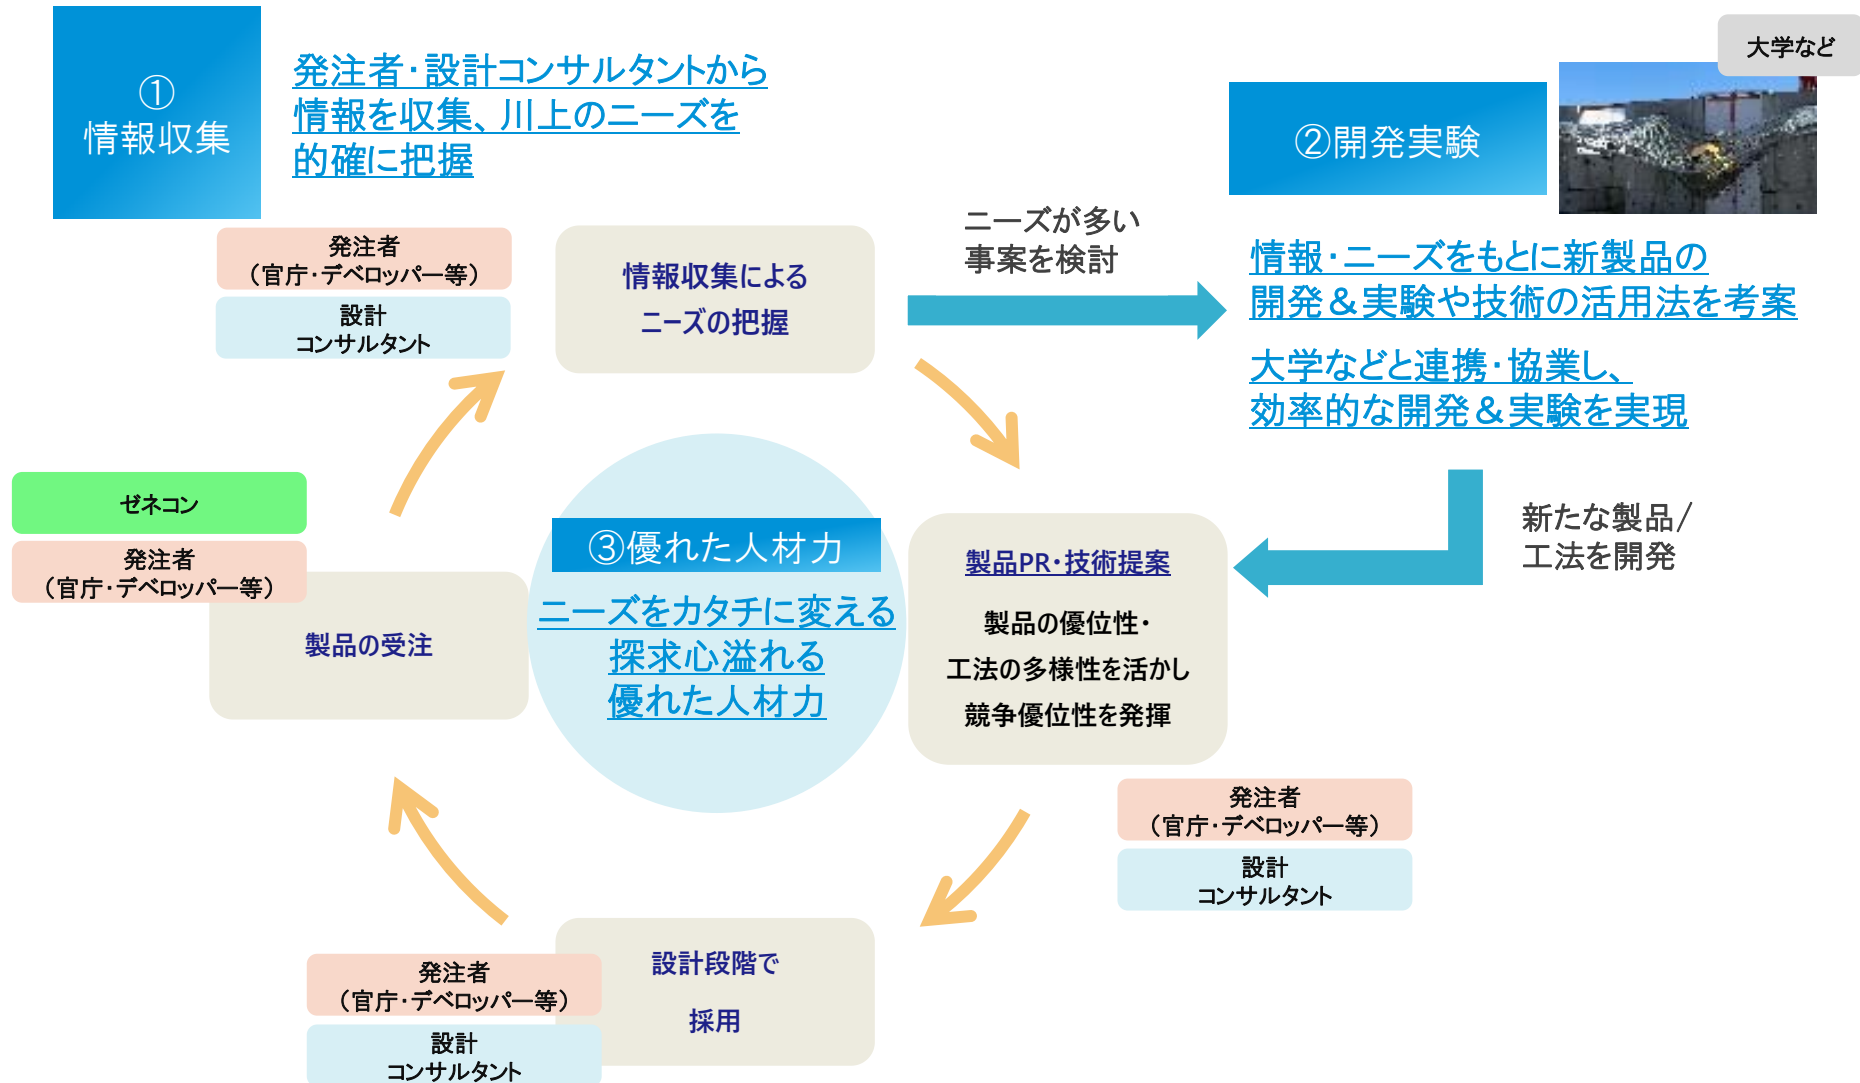 ①
情報収集
発注者・設計コンサルタントから
情報を収集、川上のニーズを
的確に把握
大学など
②開発実験
発注者
（官庁・デベロッパー等）
設計
コンサルタント
情報収集による
ニーズの把握
ニーズが多い
事案を検討
情報・ニーズをもとに新製品の
開発＆実験や技術の活用法を考案
大学などと連携・協業し、
効率的な開発＆実験を実現
ゼネコン
発注者
（官庁・デベロッパー等）
製品の受注
③優れた人材力
ニーズをカタチに変える
探求心溢れる
優れた人材力
製品PR・技術提案
製品の優位性・
工法の多様性を活かし
競争優位性を発揮
新たな製品/
工法を開発
発注者
（官庁・デベロッパー等）
設計
コンサルタント
発注者
（官庁・デベロッパー等）
設計
コンサルタント
設計段階で
採用